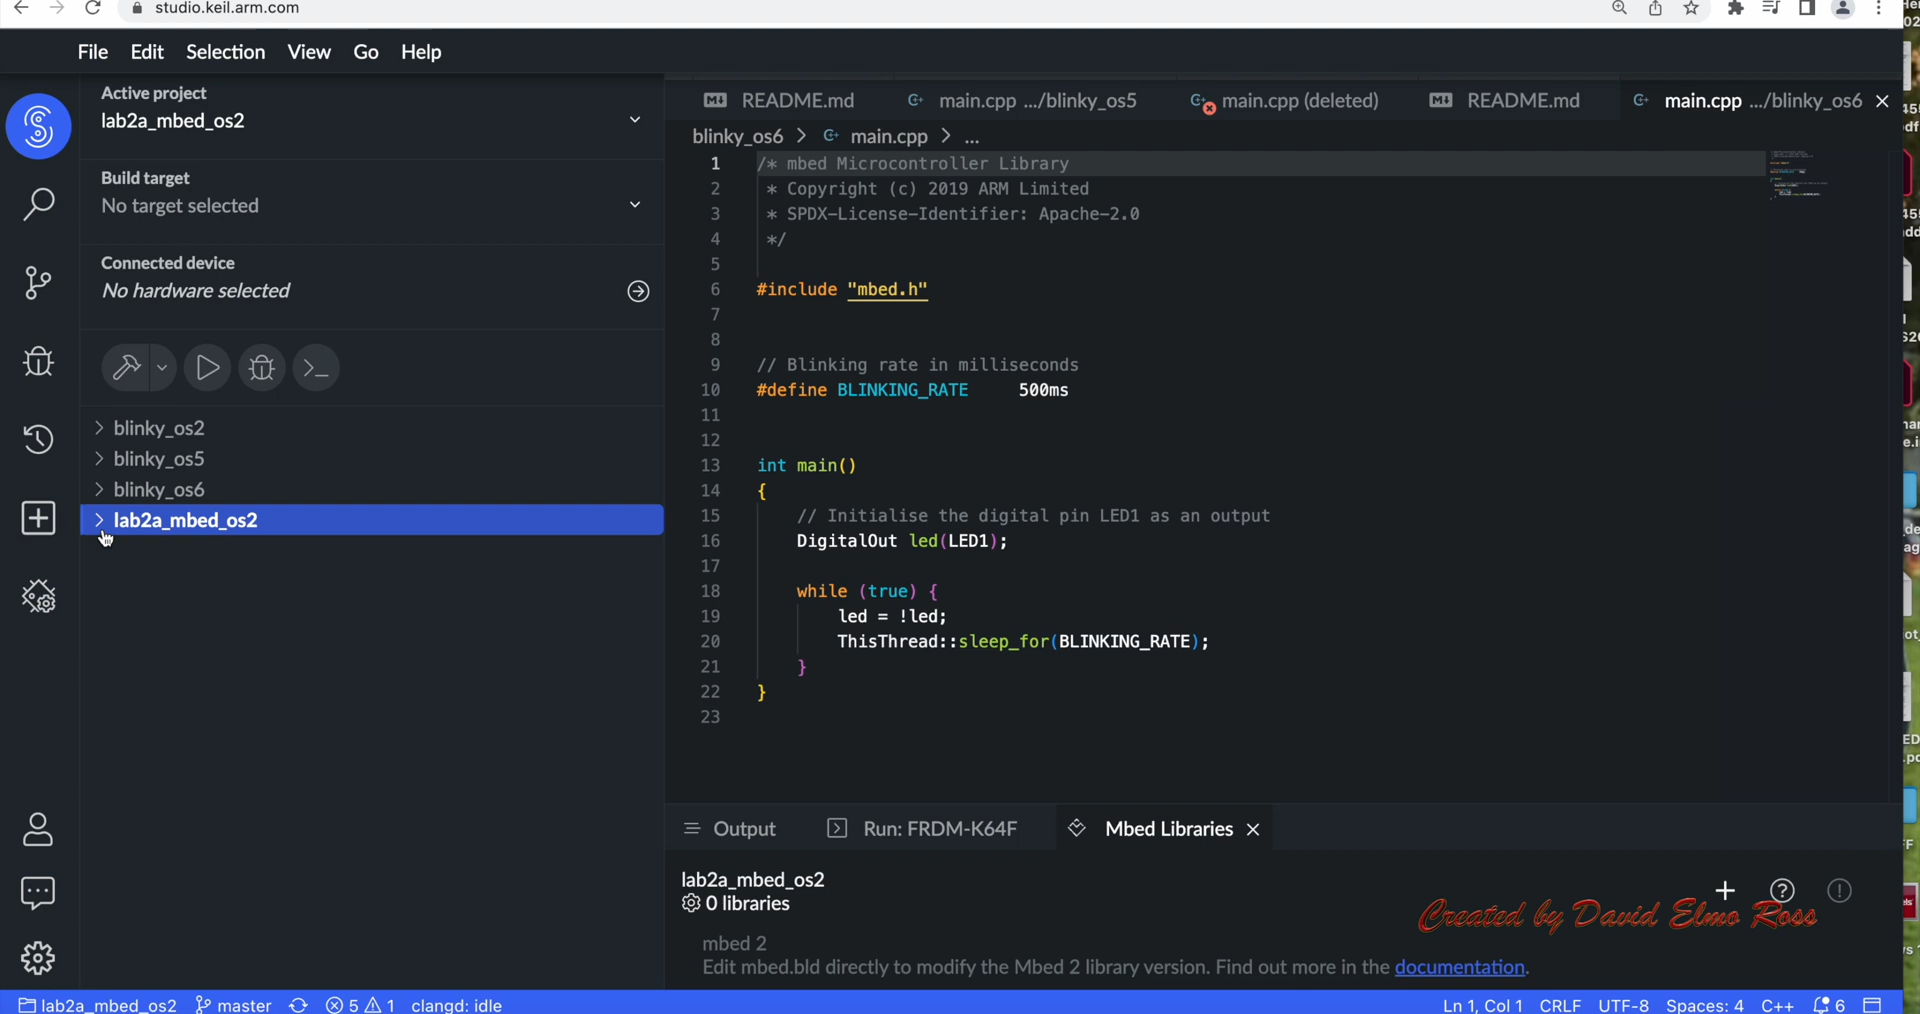 studio.keil.arm.com
File Edit Selection View Go Help
Active project
lab2a_mbed_os2
Build target
No target selected
Connected device
No hardware selected
blinky_os2
blinky_os5
blinky_os6
lab2a_mbed_os2
README.md main.cpp .../blinky_os5 main.cpp (deleted) README.md main.cpp .../blinky_os6
blinky_os6 > main.cpp > ...
1 /* mbed Microcontroller Library
2 * Copyright (c) 2019 ARM Limited
3 * SPDX-License-Identifier: Apache-2.0
4 */
5
6 #include "mbed.h"
7
8
9 // Blinking rate in milliseconds
10 #define BLINKING_RATE 500ms
11
12
13 int main()
14 {
15 // Initialise the digital pin LED1 as an output
16 DigitalOut led(LED1);
17
18 while (true) {
19 led = !led;
20 ThisThread::sleep_for(BLINKING_RATE);
21 }
22 }
23
Output Run: FRDM-K64F Mbed Libraries
lab2a_mbed_os2
0 libraries
Created by David Elmo Ross
mbed 2
Edit mbed.bld directly to modify the Mbed 2 library version. Find out more in the documentation.
lab2a_mbed_os2 master 5 1 clangd: idle Ln 1, Col 1 CRLF UTF-8 Spaces: 4 C++ 6